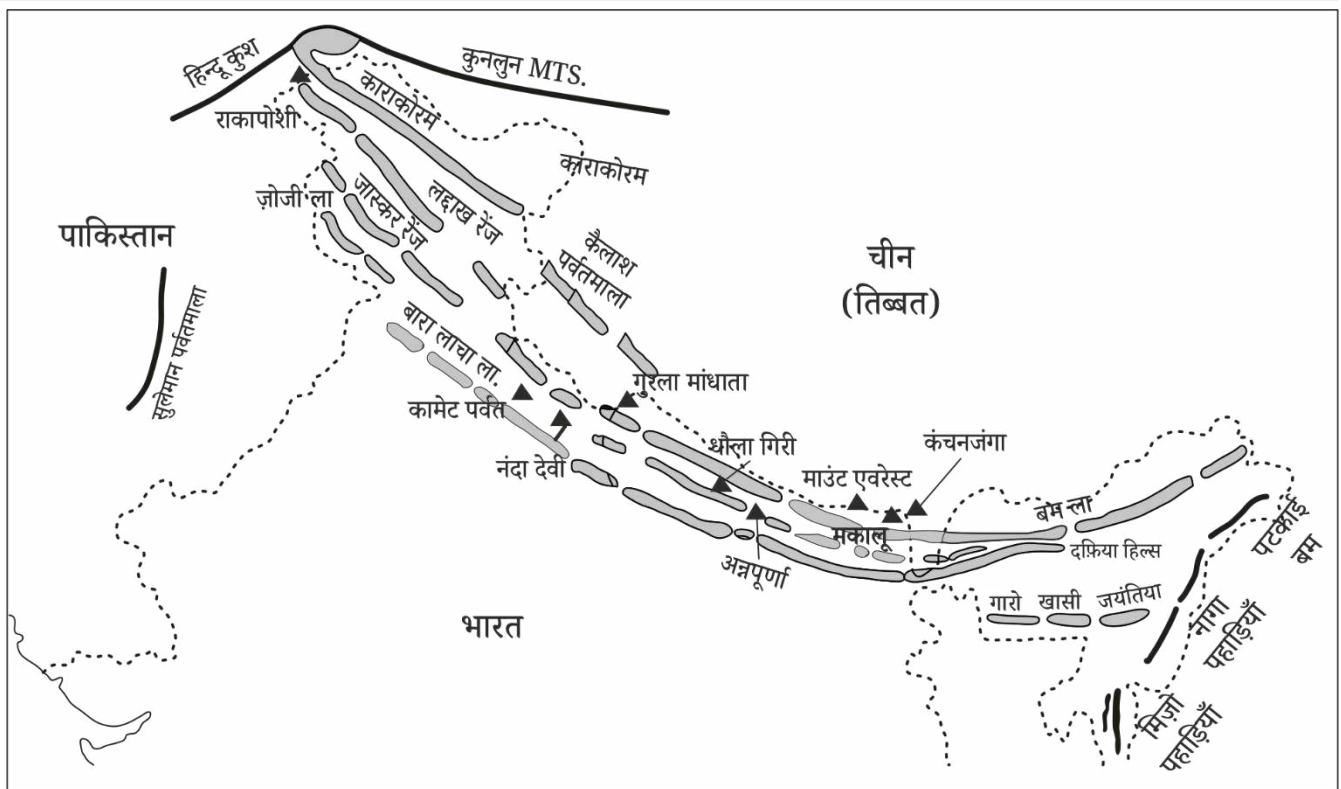 हिन्दू कुश
कुनलुन MTS.
काराकोरम
राकापोशी
काराकोरम
ज़ोजी ला
जास्कर रेंज
लद्दाख रेंज
पाकिस्तान
कैलाश
पर्वतमाला
चीन
(तिब्बत)
सुलेमान पर्वतमाला
बारा लाचा ला.
गुरला मांधाता
कामेट पर्वत
नंदा देवी
धौला गिरी
माउंट एवरेस्ट
कंचनजंगा
मकालू
बम ला
पटकाई
बम
दफ़िया हिल्स
अन्नपूर्णा
गारो
खासी
जयंतिया
भारत
नागा
पहाड़ियाँ
मिज़ो
पहाड़ियाँ